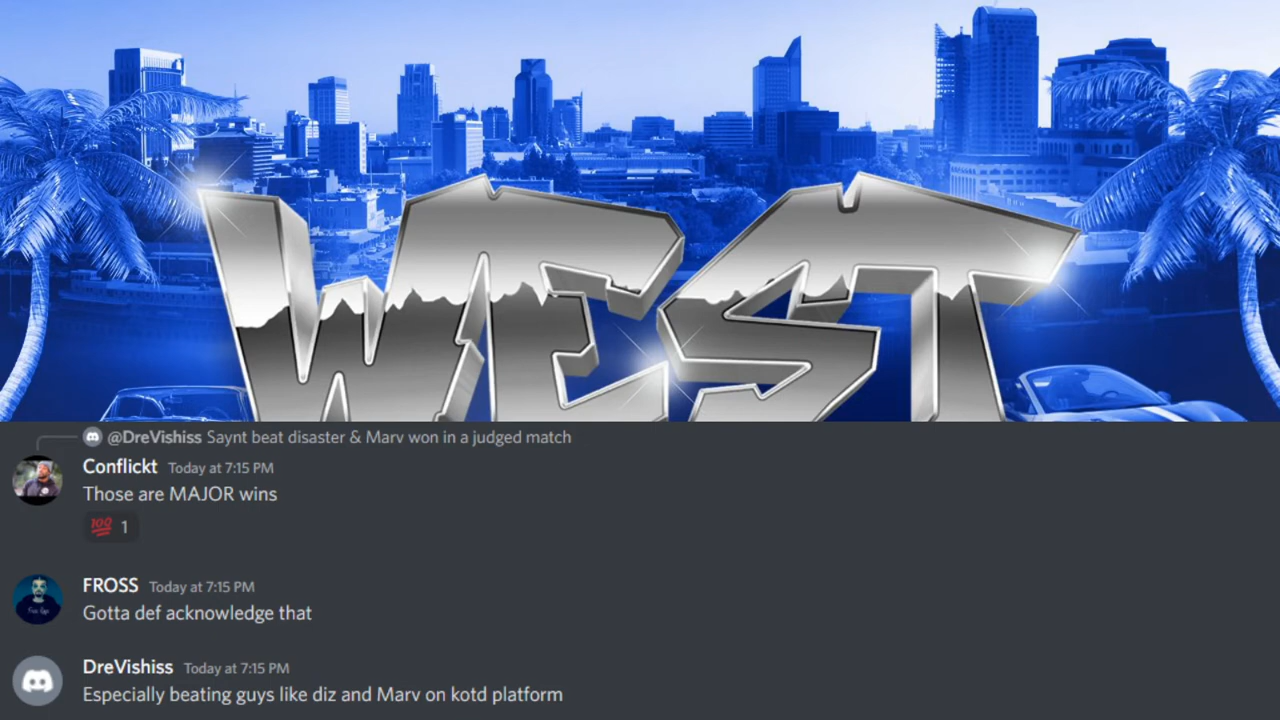 WEST
@DreVishiss Saynt beat disaster & Marv won in a judged match
Conflickt Today at 7:15 PM
Those are MAJOR wins
100 1
FROSS Today at 7:15 PM
Gotta def acknowledge that
DreVishiss Today at 7:15 PM
Especially beating guys like diz and Marv on kotd platform